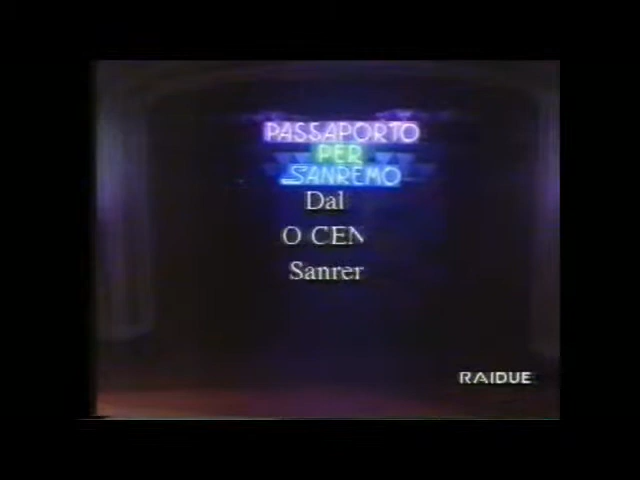 PASSAPORTO
PER
SANREMO
Dal
O CEN
Sanrer
RAIDUE